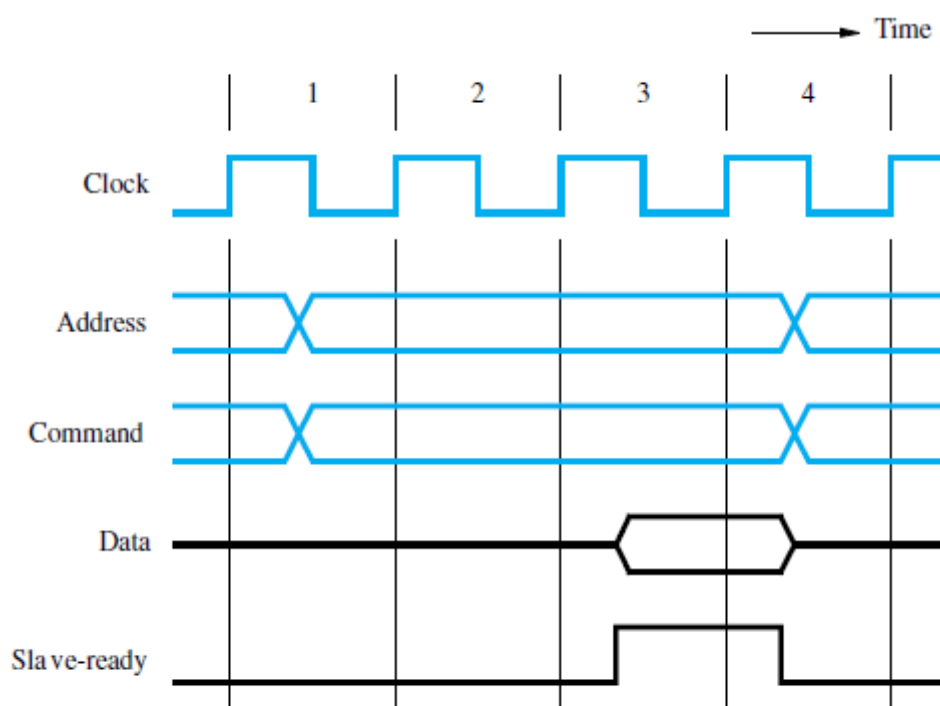 Time
1 2 3 4
Clock
Address
Command
Data
Slave-ready